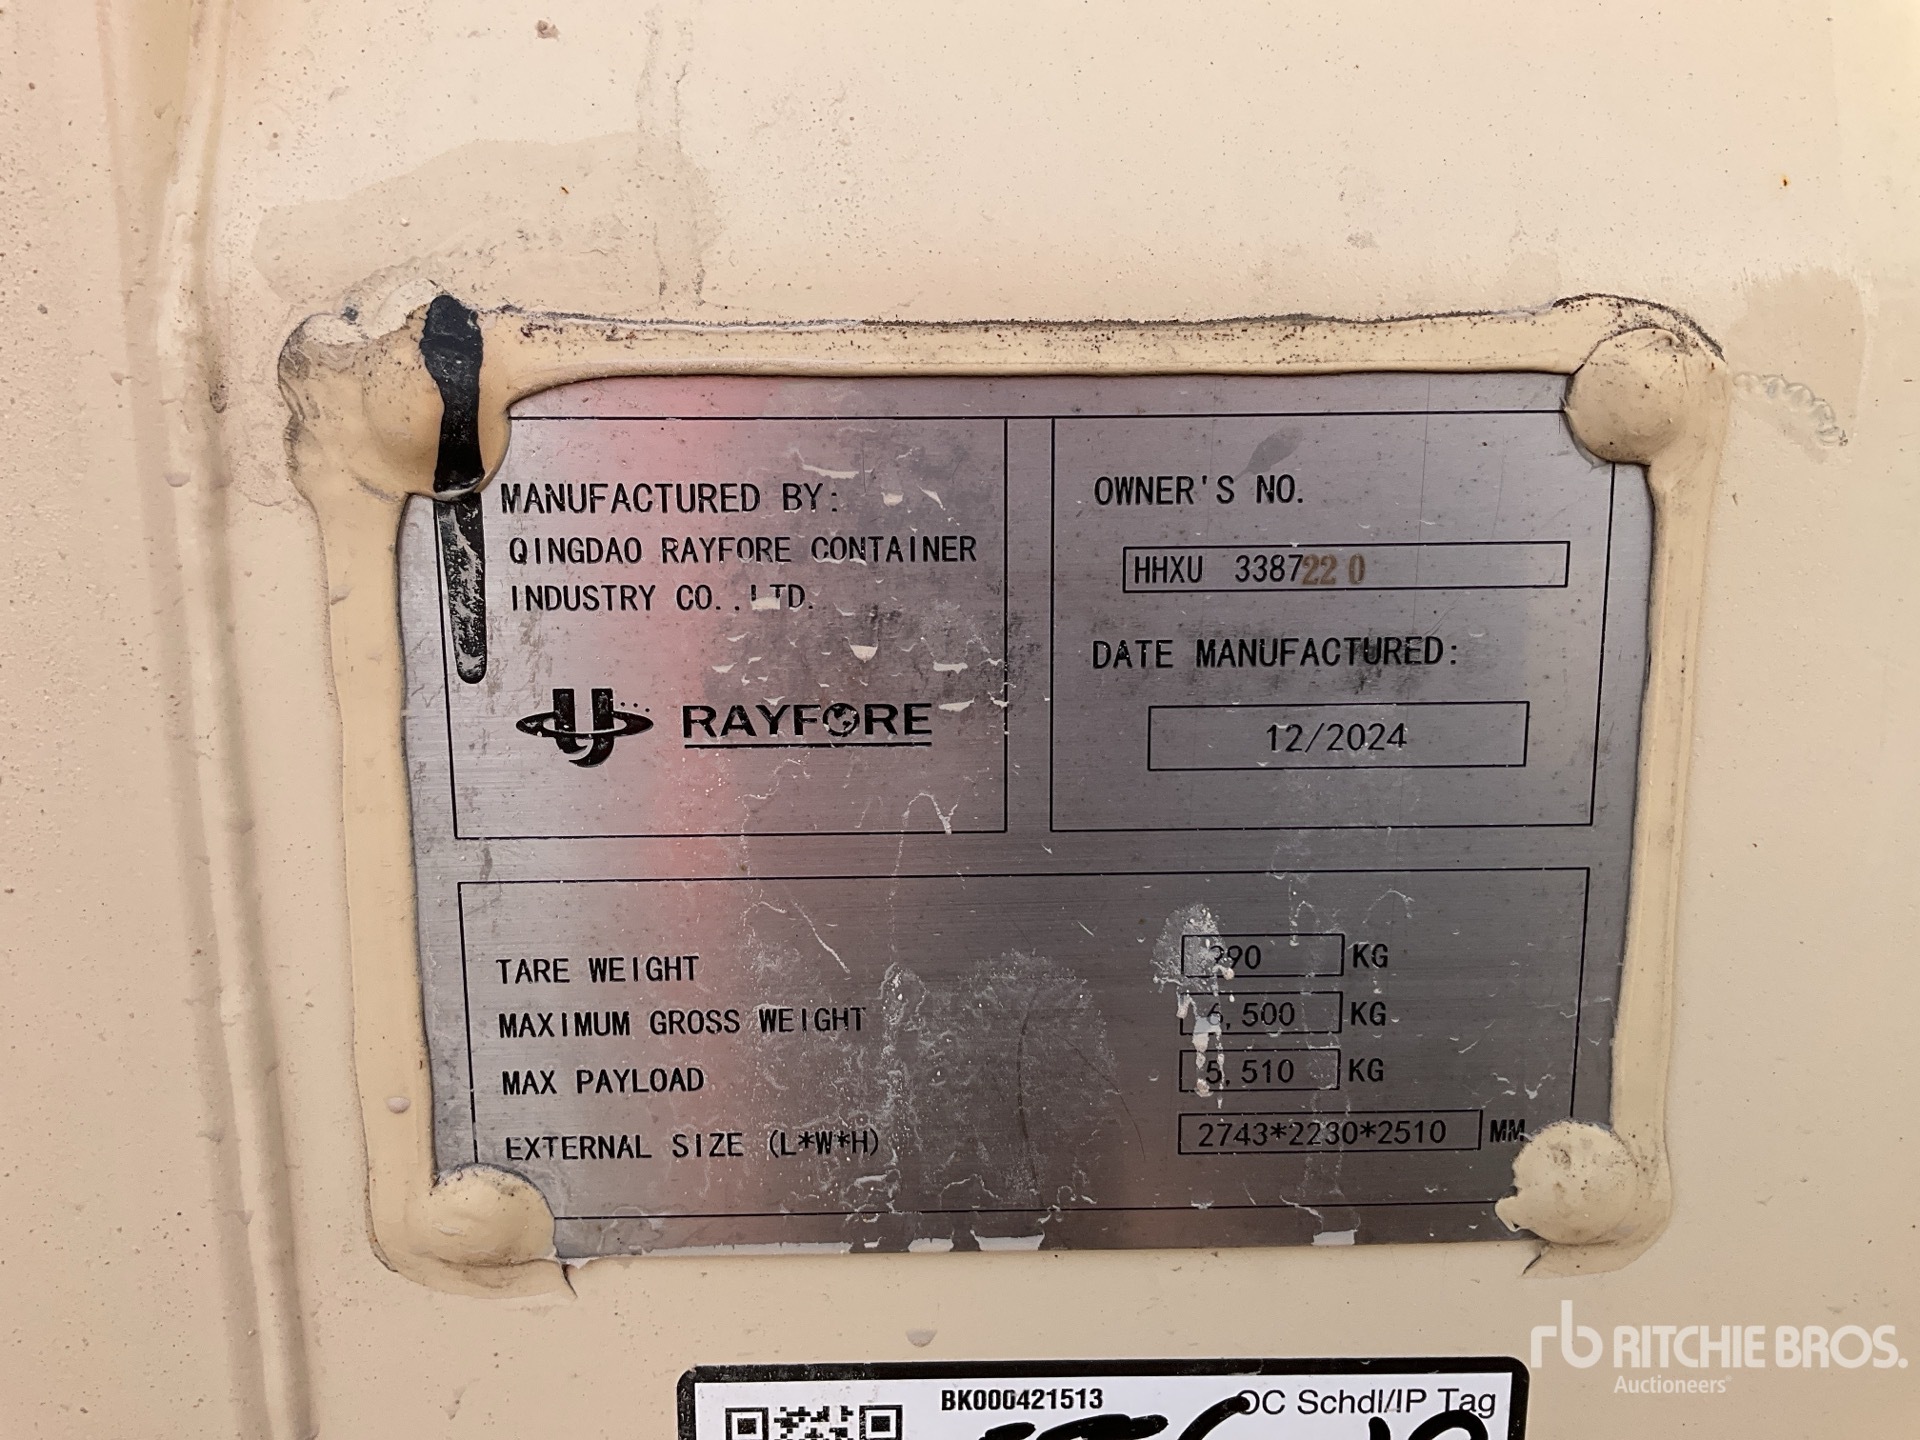 MANUFACTURED BY:
QINGDAO RAYFORE CONTAINER
INDUSTRY CO.,LTD.
RAYFORE
OWNER'S NO.
HHXU 338722 0
DATE MANUFACTURED:
12/2024
TARE WEIGHT 990 KG
MAXIMUM GROSS WEIGHT 6,500 KG
MAX PAYLOAD 5,510 KG
EXTERNAL SIZE (L*W*H) 2743*2230*2510 MM
BK000421513 OC Schdl/IP Tag
rb RITCHIE BROS.
Auctioneers